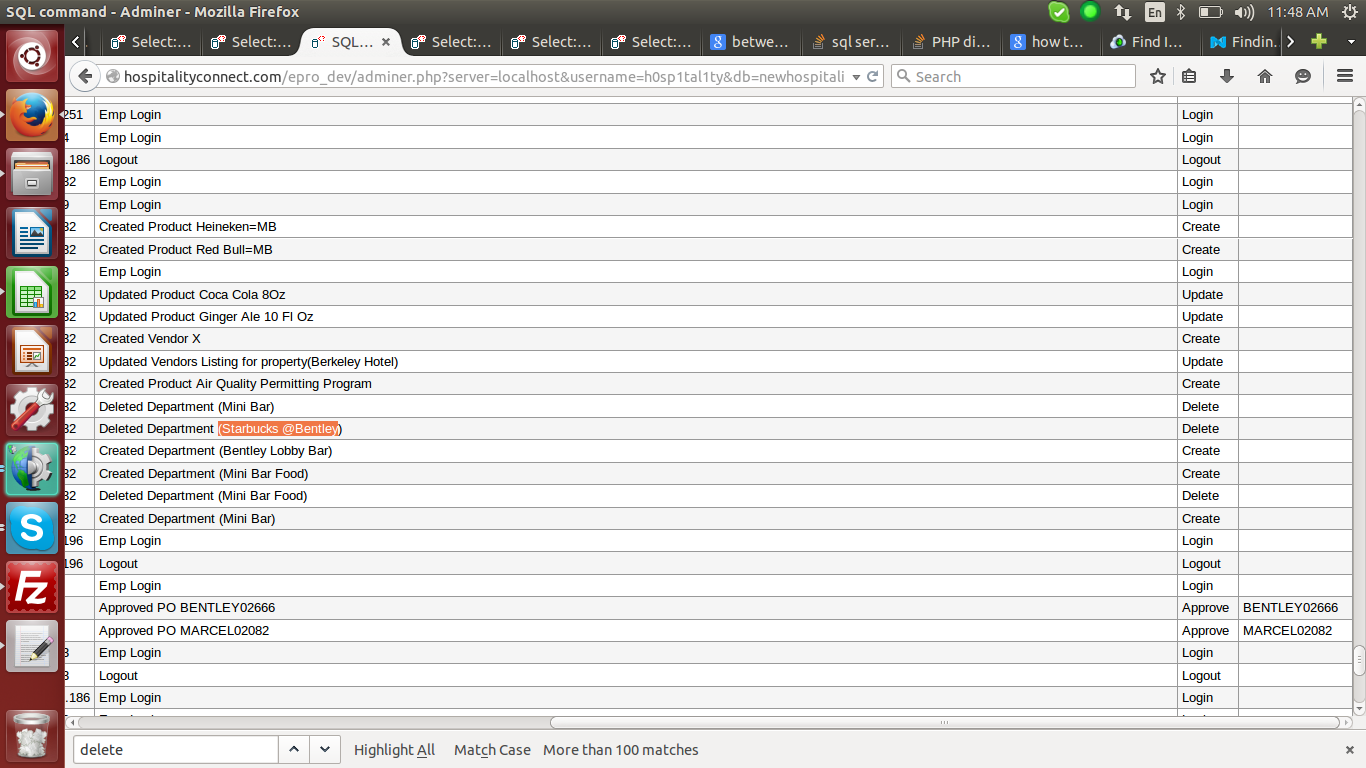 SQL command - Adminer - Mozilla Firefox
En
11:48 AM
Select:...
Select:...
SQL...
Select:...
Select:...
Select:...
betwe...
sql ser...
PHP di...
how t...
Find I...
Findin.
hospitalityconnect.com/epro_dev/adminer.php?server=localhost&username=h0sp1tal1ty&db=newhospitali
Search
251 Emp Login Login
4 Emp Login Login
.186 Logout Logout
32 Emp Login Login
9 Emp Login Login
32 Created Product Heineken=MB Create
32 Created Product Red Bull=MB Create
3 Emp Login Login
32 Updated Product Coca Cola 8Oz Update
32 Updated Product Ginger Ale 10 Fl Oz Update
32 Created Vendor X Create
32 Updated Vendors Listing for property(Berkeley Hotel) Update
32 Created Product Air Quality Permitting Program Create
32 Deleted Department (Mini Bar) Delete
32 Deleted Department (Starbucks @Bentley) Delete
32 Created Department (Bentley Lobby Bar) Create
32 Created Department (Mini Bar Food) Create
32 Deleted Department (Mini Bar Food) Delete
32 Created Department (Mini Bar) Create
196 Emp Login Login
196 Logout Logout
Emp Login Login
Approved PO BENTLEY02666 Approve BENTLEY02666
Approved PO MARCEL02082 Approve MARCEL02082
3 Emp Login Login
3 Logout Logout
.186 Emp Login Login
delete
Highlight All
Match Case
More than 100 matches